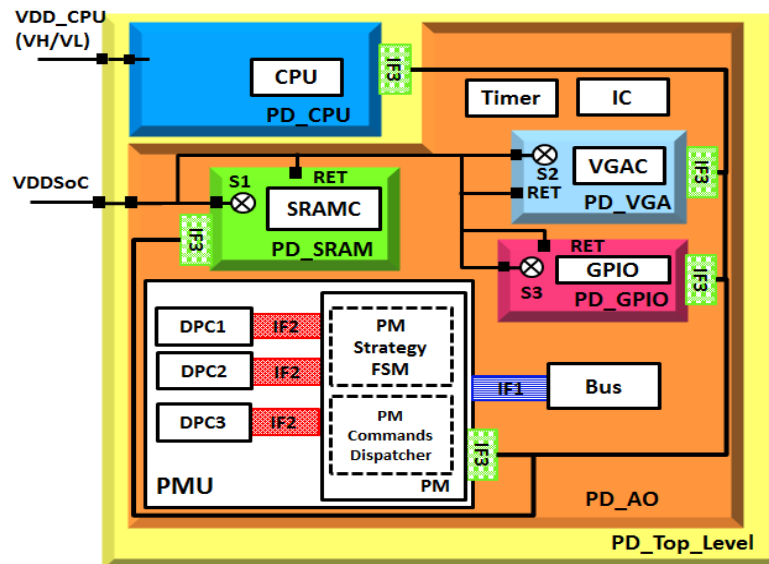 VDD_CPU
(VH/VL)
CPU
PD_CPU
IF3
Timer
IC
VGAC
S2
RET
PD_VGA
IF3
VDDSoC
S1
RET
SRAMC
PD_SRAM
IF3
RET
GPIO
S3
PD_GPIO
IF3
DPC1
IF2
DPC2
IF2
DPC3
IF2
PM
Strategy
FSM
PM
Commands
Dispatcher
PM
PMU
IF1
Bus
IF3
PD_AO
PD_Top_Level